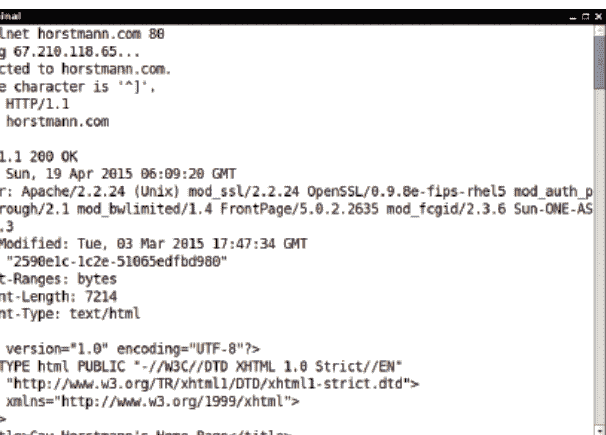 inal
lnet horstmann.com 80
g 67.210.118.65...
cted to horstmann.com.
e character is '^]'.
HTTP/1.1
horstmann.com
1.1 200 OK
Sun, 19 Apr 2015 06:09:20 GMT
r: Apache/2.2.24 (Unix) mod_ssl/2.2.24 OpenSSL/0.9.8e-fips-rhel5 mod_auth_p
rough/2.1 mod_bwlimited/1.4 FrontPage/5.0.2.2635 mod_fcgid/2.3.6 Sun-ONE-AS
.3
Modified: Tue, 03 Mar 2015 17:47:34 GMT
"2590e1c-1c2e-51065edfbd980"
t-Ranges: bytes
nt-Length: 7214
nt-Type: text/html
version="1.0" encoding="UTF-8"?>
TYPE html PUBLIC "-//W3C//DTD XHTML 1.0 Strict//EN"
"http://www.w3.org/TR/xhtml1/DTD/xhtml1-strict.dtd">
xmlns="http://www.w3.org/1999/xhtml">
>
tle>Cay Horstmann's Home Page</title>